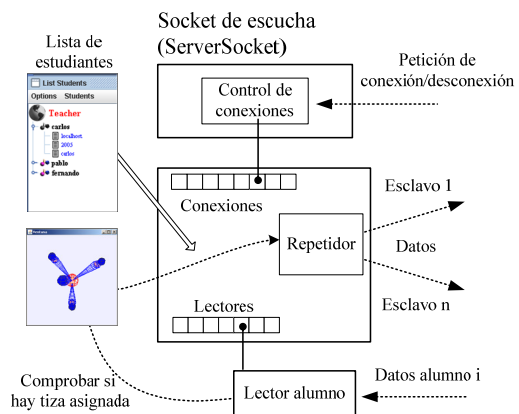 Socket de escucha
(ServerSocket)
Lista de
estudiantes
List Students
Options Students
Teacher
carlos
localhost
2003
carlos
pablo
fernando
Control de
conexiones
Petición de
conexión/desconexión
Conexiones
Repetidor
Esclavo 1
Datos
Esclavo n
Lectores
Comprobar si
hay tiza asignada
Lector alumno
Datos alumno i